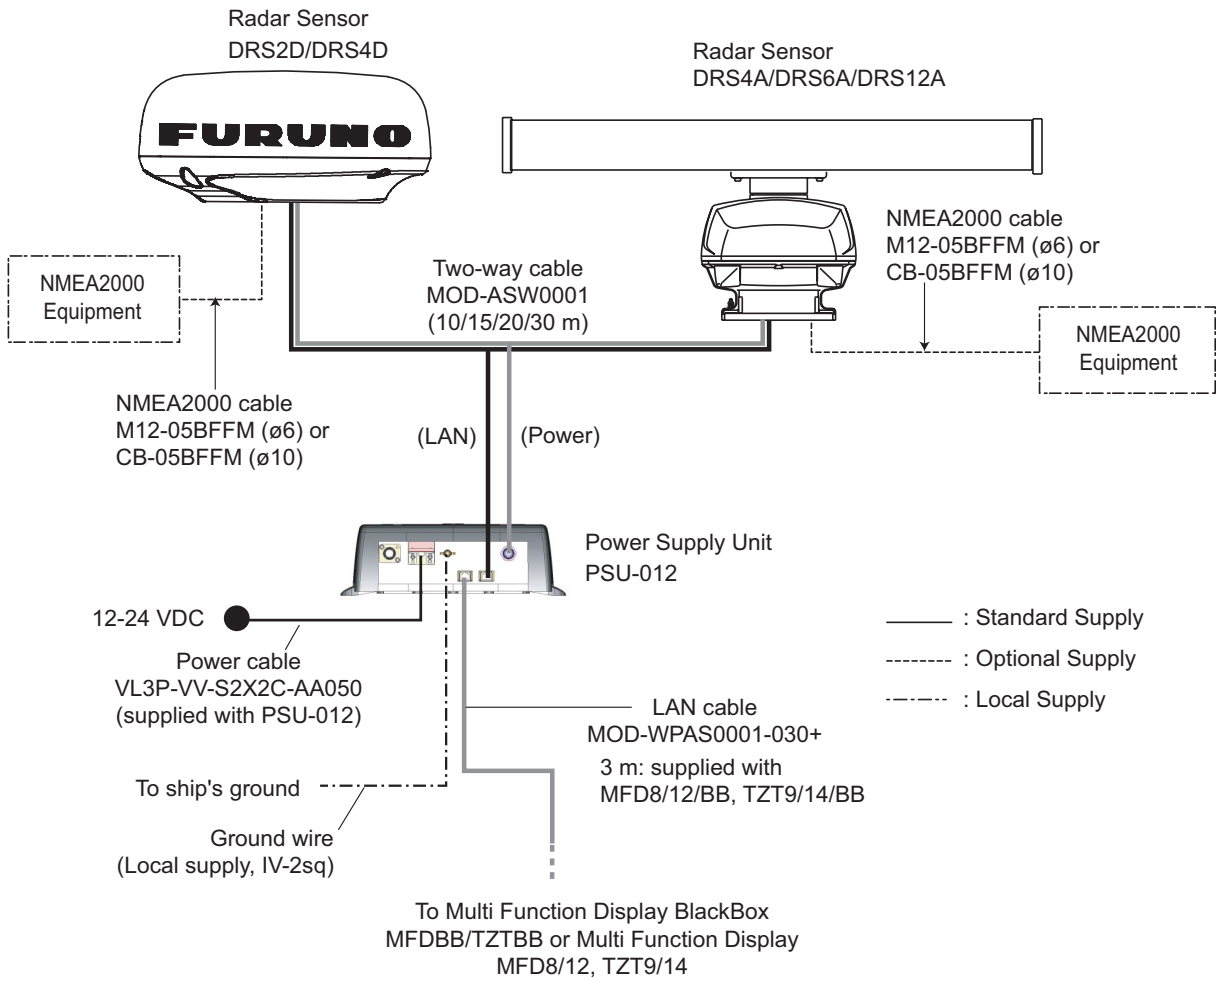 Radar Sensor
DRS2D/DRS4D
Radar Sensor
DRS4A/DRS6A/DRS12A
FURUNO
NMEA2000 cable
M12-05BFFM (ø6) or
CB-05BFFM (ø10)
NMEA2000
Equipment
Two-way cable
MOD-ASW0001
(10/15/20/30 m)
NMEA2000
Equipment
NMEA2000 cable
M12-05BFFM (ø6) or
CB-05BFFM (ø10)
(LAN)
(Power)
Power Supply Unit
PSU-012
12-24 VDC
Power cable
VL3P-VV-S2X2C-AA050
(supplied with PSU-012)
: Standard Supply
: Optional Supply
: Local Supply
LAN cable
MOD-WPAS0001-030+
3 m: supplied with
MFD8/12/BB, TZT9/14/BB
To ship's ground
Ground wire
(Local supply, IV-2sq)
To Multi Function Display BlackBox
MFDBB/TZTBB or Multi Function Display
MFD8/12, TZT9/14